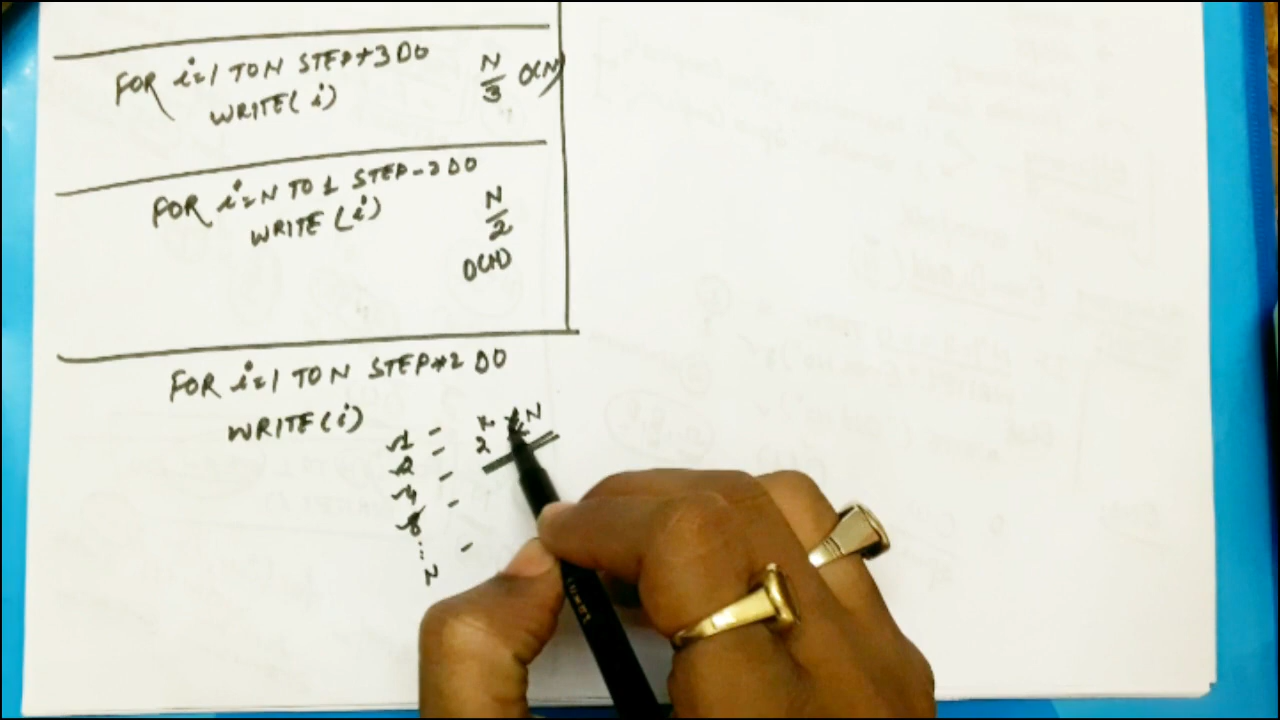 FOR i=1 TO N STEP+3 DO
WRITE(i)
N/3 O(N)
FOR i=N TO 1 STEP-2 DO
WRITE (i)
N/2
O(N)
FOR i=1 TO N STEP*2 DO
WRITE(i)
1 -
2 -
4 -
8 -
...
N -
2
N